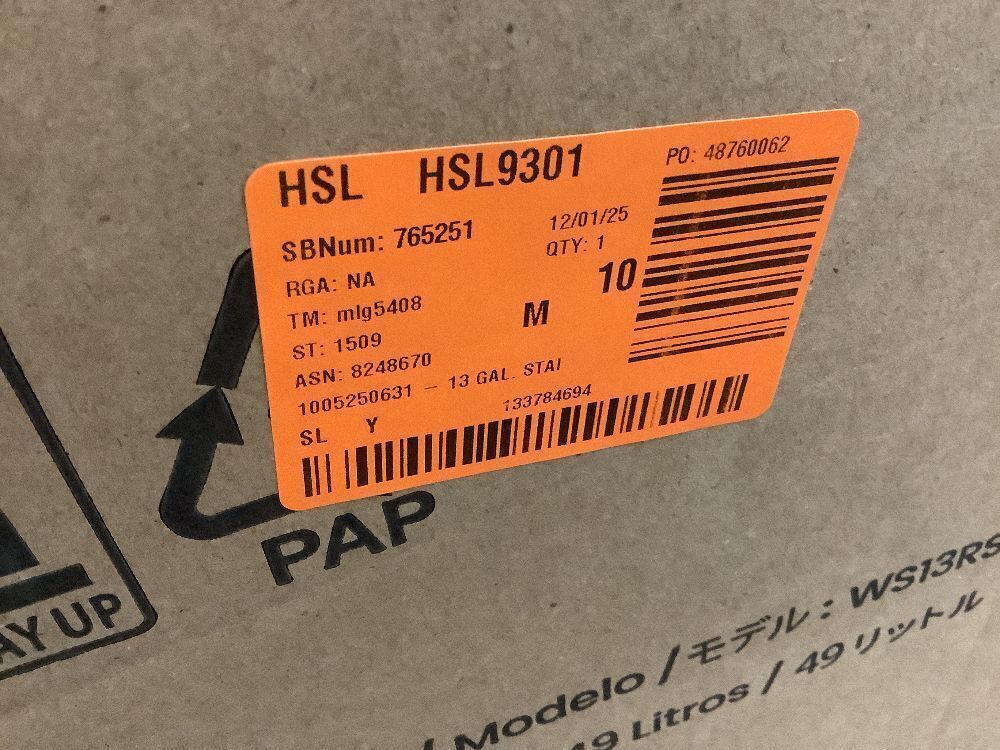 HSL HSL9301
PO: 48760062
SBNum: 765251
12/01/25
QTY: 1
RGA: NA
10
TM: mlg5408
M
ST: 1509
ASN: 8248670
1005250631 - 13 GAL. STAI
SL Y
133784694
PAP
AY UP
/ Modelo / モデル : WS13RS
49 Litros / 49 リットル